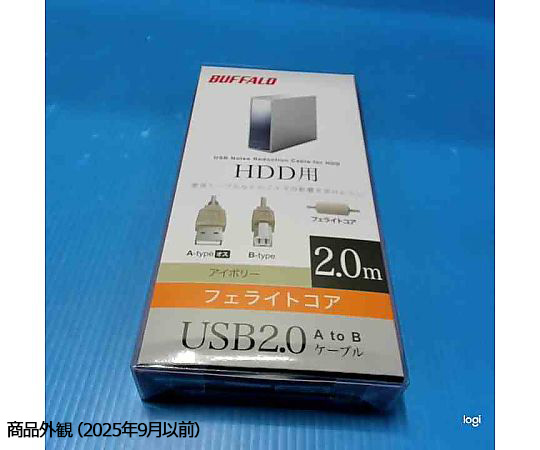 BUFFALO
USB Noise Reduction Cable for HDD
HDD用
フェライトコア
A-type オス
B-type
アイボリー
2.0m
フェライトコア
USB2.0
A to B
ケーブル
商品外観（2025年9月以前）
logi